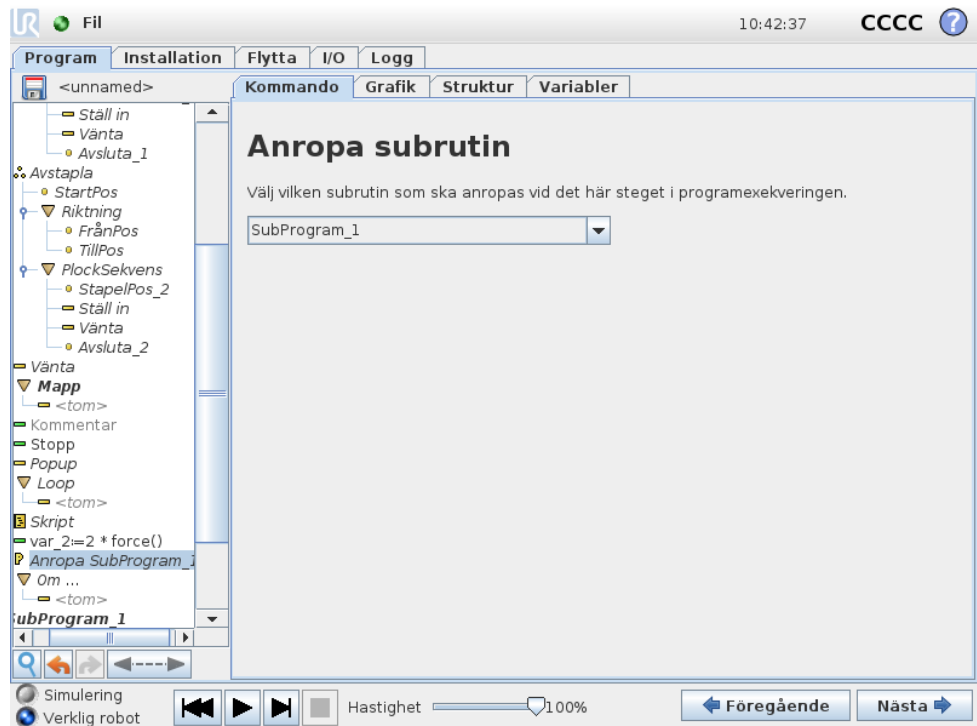 UR Fil 10:42:37 CCCC ?
Program Installation Flytta I/O Logg
<unnamed>
Kommando Grafik Struktur Variabler
Ställ in
Vänta
Avsluta_1
Avstapla
StartPos
Riktning
FrånPos
TillPos
PlockSekvens
StapelPos_2
Ställ in
Vänta
Avsluta_2
Vänta
Mapp
<tom>
Kommentar
Stopp
Popup
Loop
<tom>
Skript
var_2:=2 * force()
P Anropa SubProgram_1
Om ...
<tom>
SubProgram_1
Anropa subrutin
Välj vilken subrutin som ska anropas vid det här steget i programexekveringen.
SubProgram_1
Simulering
Verklig robot
Hastighet 100%
Föregående Nästa